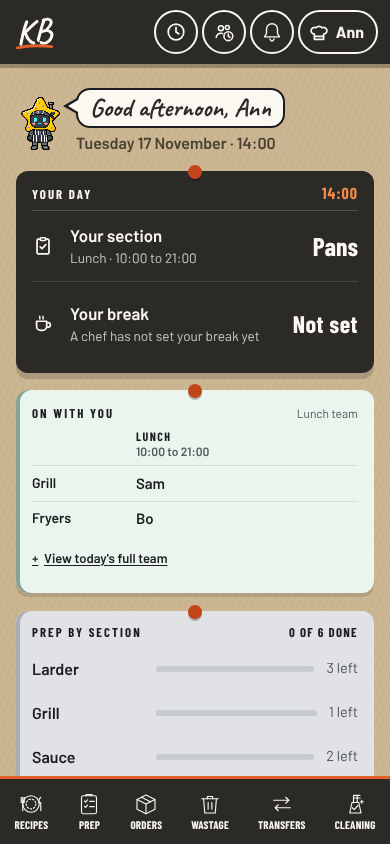 KB
Ann
Good afternoon, Ann
Tuesday 17 November · 14:00
YOUR DAY
14:00
Your section
Lunch · 10:00 to 21:00
Pans
Your break
A chef has not set your break yet
Not set
ON WITH YOU
Lunch team
LUNCH
10:00 to 21:00
Grill
Sam
Fryers
Bo
+ View today's full team
PREP BY SECTION
0 OF 6 DONE
Larder
3 left
Grill
1 left
Sauce
2 left
RECIPES
PREP
ORDERS
WASTAGE
TRANSFERS
CLEANING